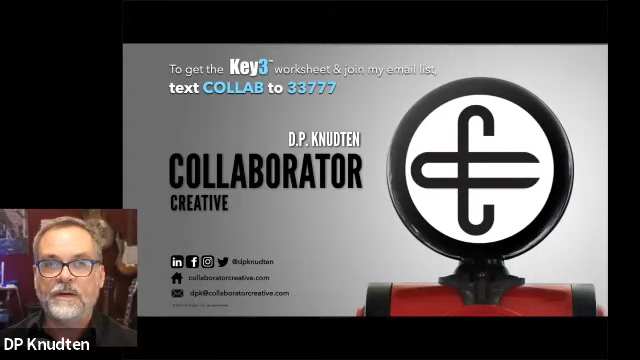 To get the Key3™ worksheet & join my email list,
text COLLAB to 33777
D.P. KNUDTEN
COLLABORATOR
CREATIVE
@dpknudten
collaboratorcreative.com
dpk@collaboratorcreative.com
DP Knudten